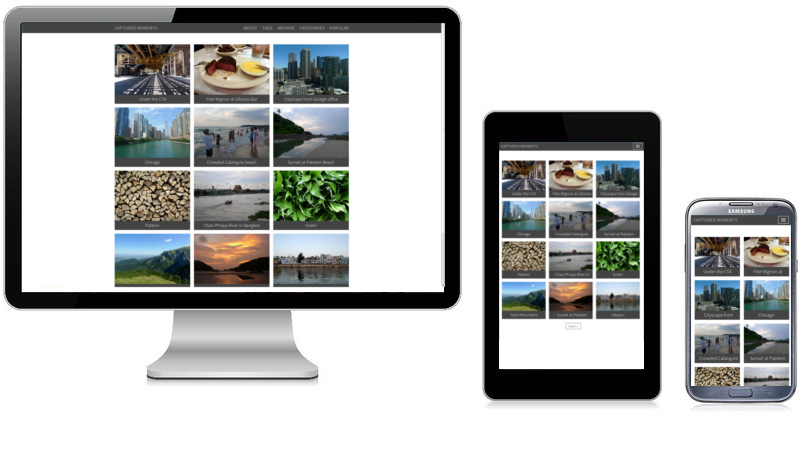 CAPTURED MOMENTS
ABOUT TAGS ARCHIVE CATEGORIES POPULAR
Under the CTA
Filet Mignon at Gibsons Bar
Cityscape from Google office
Chicago
Crowded Calangute beach
Sunset at Palolem Beach
Pattern
Chao Phraya River in Bangkok
Green
CAPTURED MOMENTS
Under the CTA
Filet Mignon at Gibsons
Cityscape from Google
Chicago
Crowded Calangute
Sunset at Palolem
Pattern
Chao Phraya River in
Green
Tatra Mountains
Sunset at Palolem
Udaipur
SAMSUNG
CAPTURED MOMENTS
Under the CTA
Filet Mignon at
Cityscape from
Chicago
Crowded Calangute
Sunset at Palolem